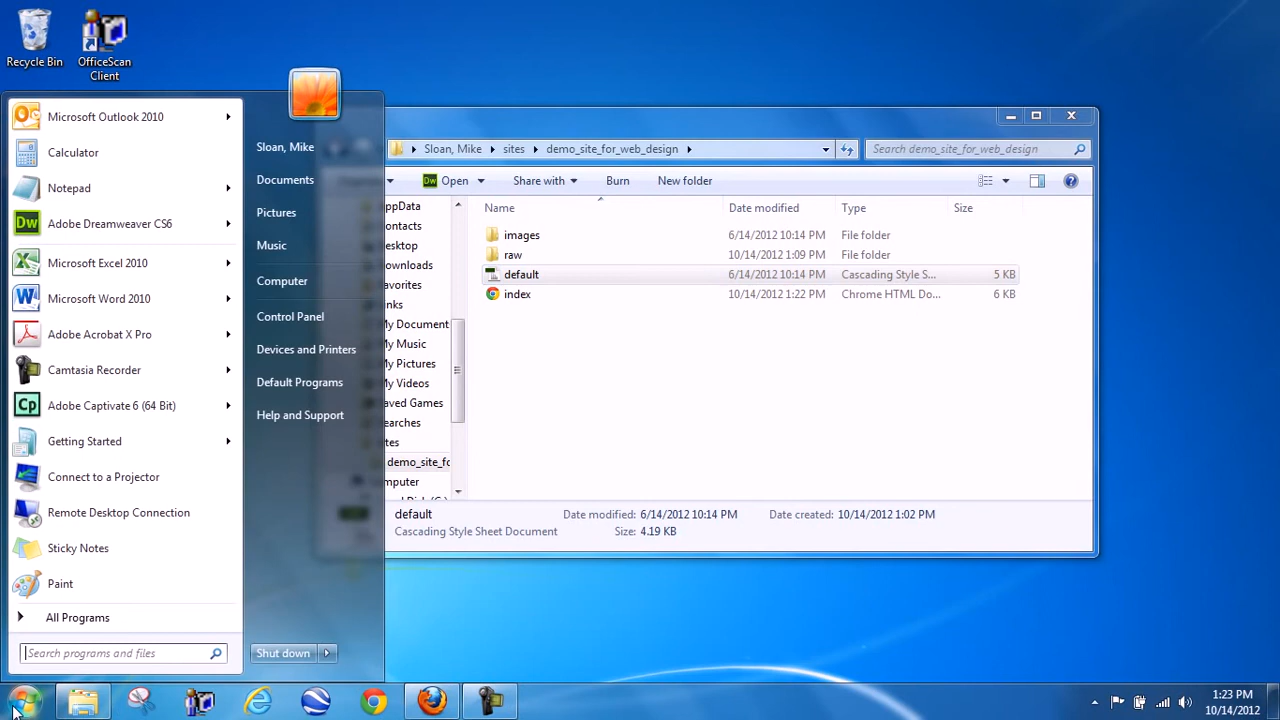 Recycle Bin
OfficeScan
Client
Microsoft Outlook 2010
Calculator
Notepad
Adobe Dreamweaver CS6
Microsoft Excel 2010
Microsoft Word 2010
Adobe Acrobat X Pro
Camtasia Recorder
Adobe Captivate 6 (64 Bit)
Getting Started
Connect to a Projector
Remote Desktop Connection
Sticky Notes
Paint
All Programs
Search programs and files
Sloan, Mike
Documents
Pictures
Music
Computer
Control Panel
Devices and Printers
Default Programs
Help and Support
Shut down
Sloan, Mike sites demo_site_for_web_design
Search demo_site_for_web_design
Open Share with Burn New folder
ppData
ontacts
esktop
ownloads
avorites
inks
My Document
My Music
My Pictures
My Videos
aved Games
earches
ites
demo_site_fo
omputer
Name Date modified Type Size
images 6/14/2012 10:14 PM File folder
raw 10/14/2012 1:09 PM File folder
default 6/14/2012 10:14 PM Cascading Style S... 5 KB
index 10/14/2012 1:22 PM Chrome HTML Do... 6 KB
default Date modified: 6/14/2012 10:14 PM Date created: 10/14/2012 1:02 PM
Cascading Style Sheet Document Size: 4.19 KB
1:23 PM
10/14/2012